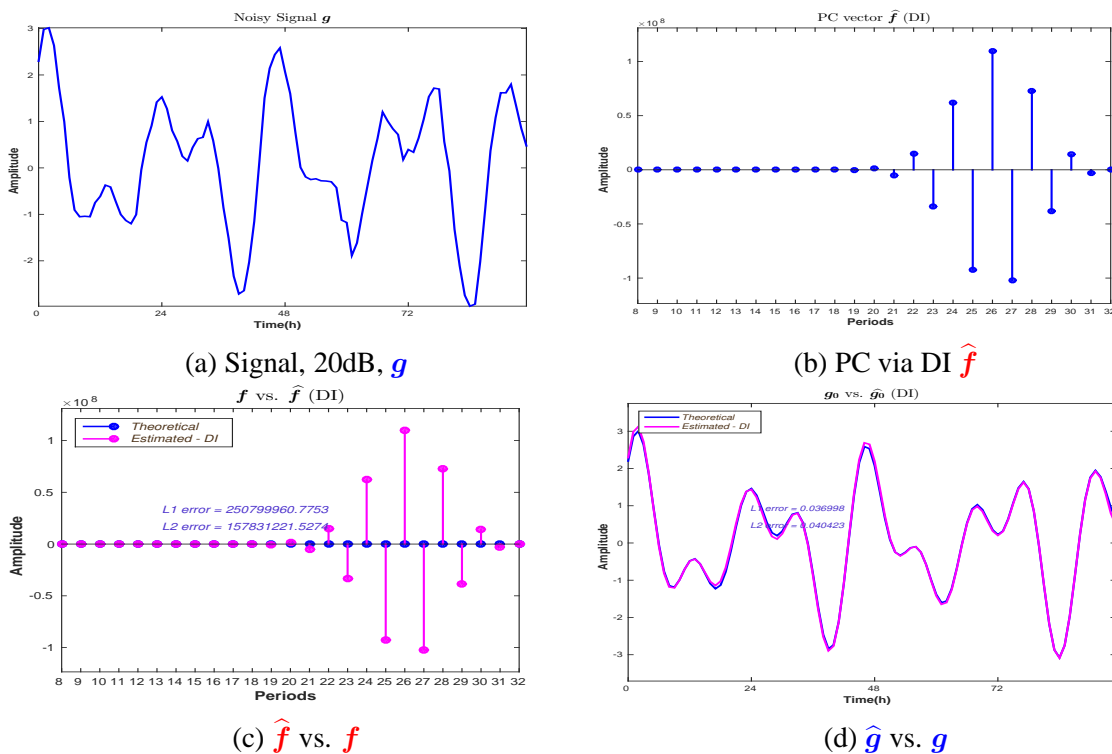 Noisy Signal g
Amplitude
3
2
1
0
-1
-2
0 24 48 72
Time(h)
(a) Signal, 20dB, g
PC vector f̂ (DI)
×10⁸
Amplitude
1
0.5
0
-0.5
-1
8 9 10 11 12 13 14 15 16 17 18 19 20 21 22 23 24 25 26 27 28 29 30 31 32
Periods
(b) PC via DI f̂
f vs. f̂ (DI)
×10⁸
Theoretical
Estimated - DI
L1 error = 250799960.7753
L2 error = 157831221.5274
Amplitude
1
0.5
0
-0.5
-1
8 9 10 11 12 13 14 15 16 17 18 19 20 21 22 23 24 25 26 27 28 29 30 31 32
Periods
(c) f̂ vs. f
g₀ vs. ĝ₀ (DI)
Theoretical
Estimated - DI
L1 error = 0.036998
L2 error = 0.040423
Amplitude
3
2
1
0
-1
-2
-3
0 24 48 72
Time(h)
(d) ĝ vs. g